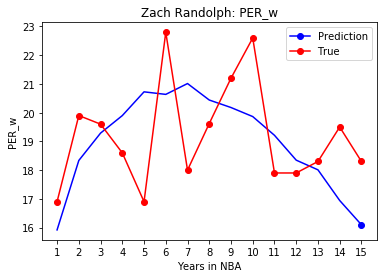 Zach Randolph: PER_w
Prediction
True
23
22
21
20
19
18
17
16
PER_w
1 2 3 4 5 6 7 8 9 10 11 12 13 14 15
Years in NBA